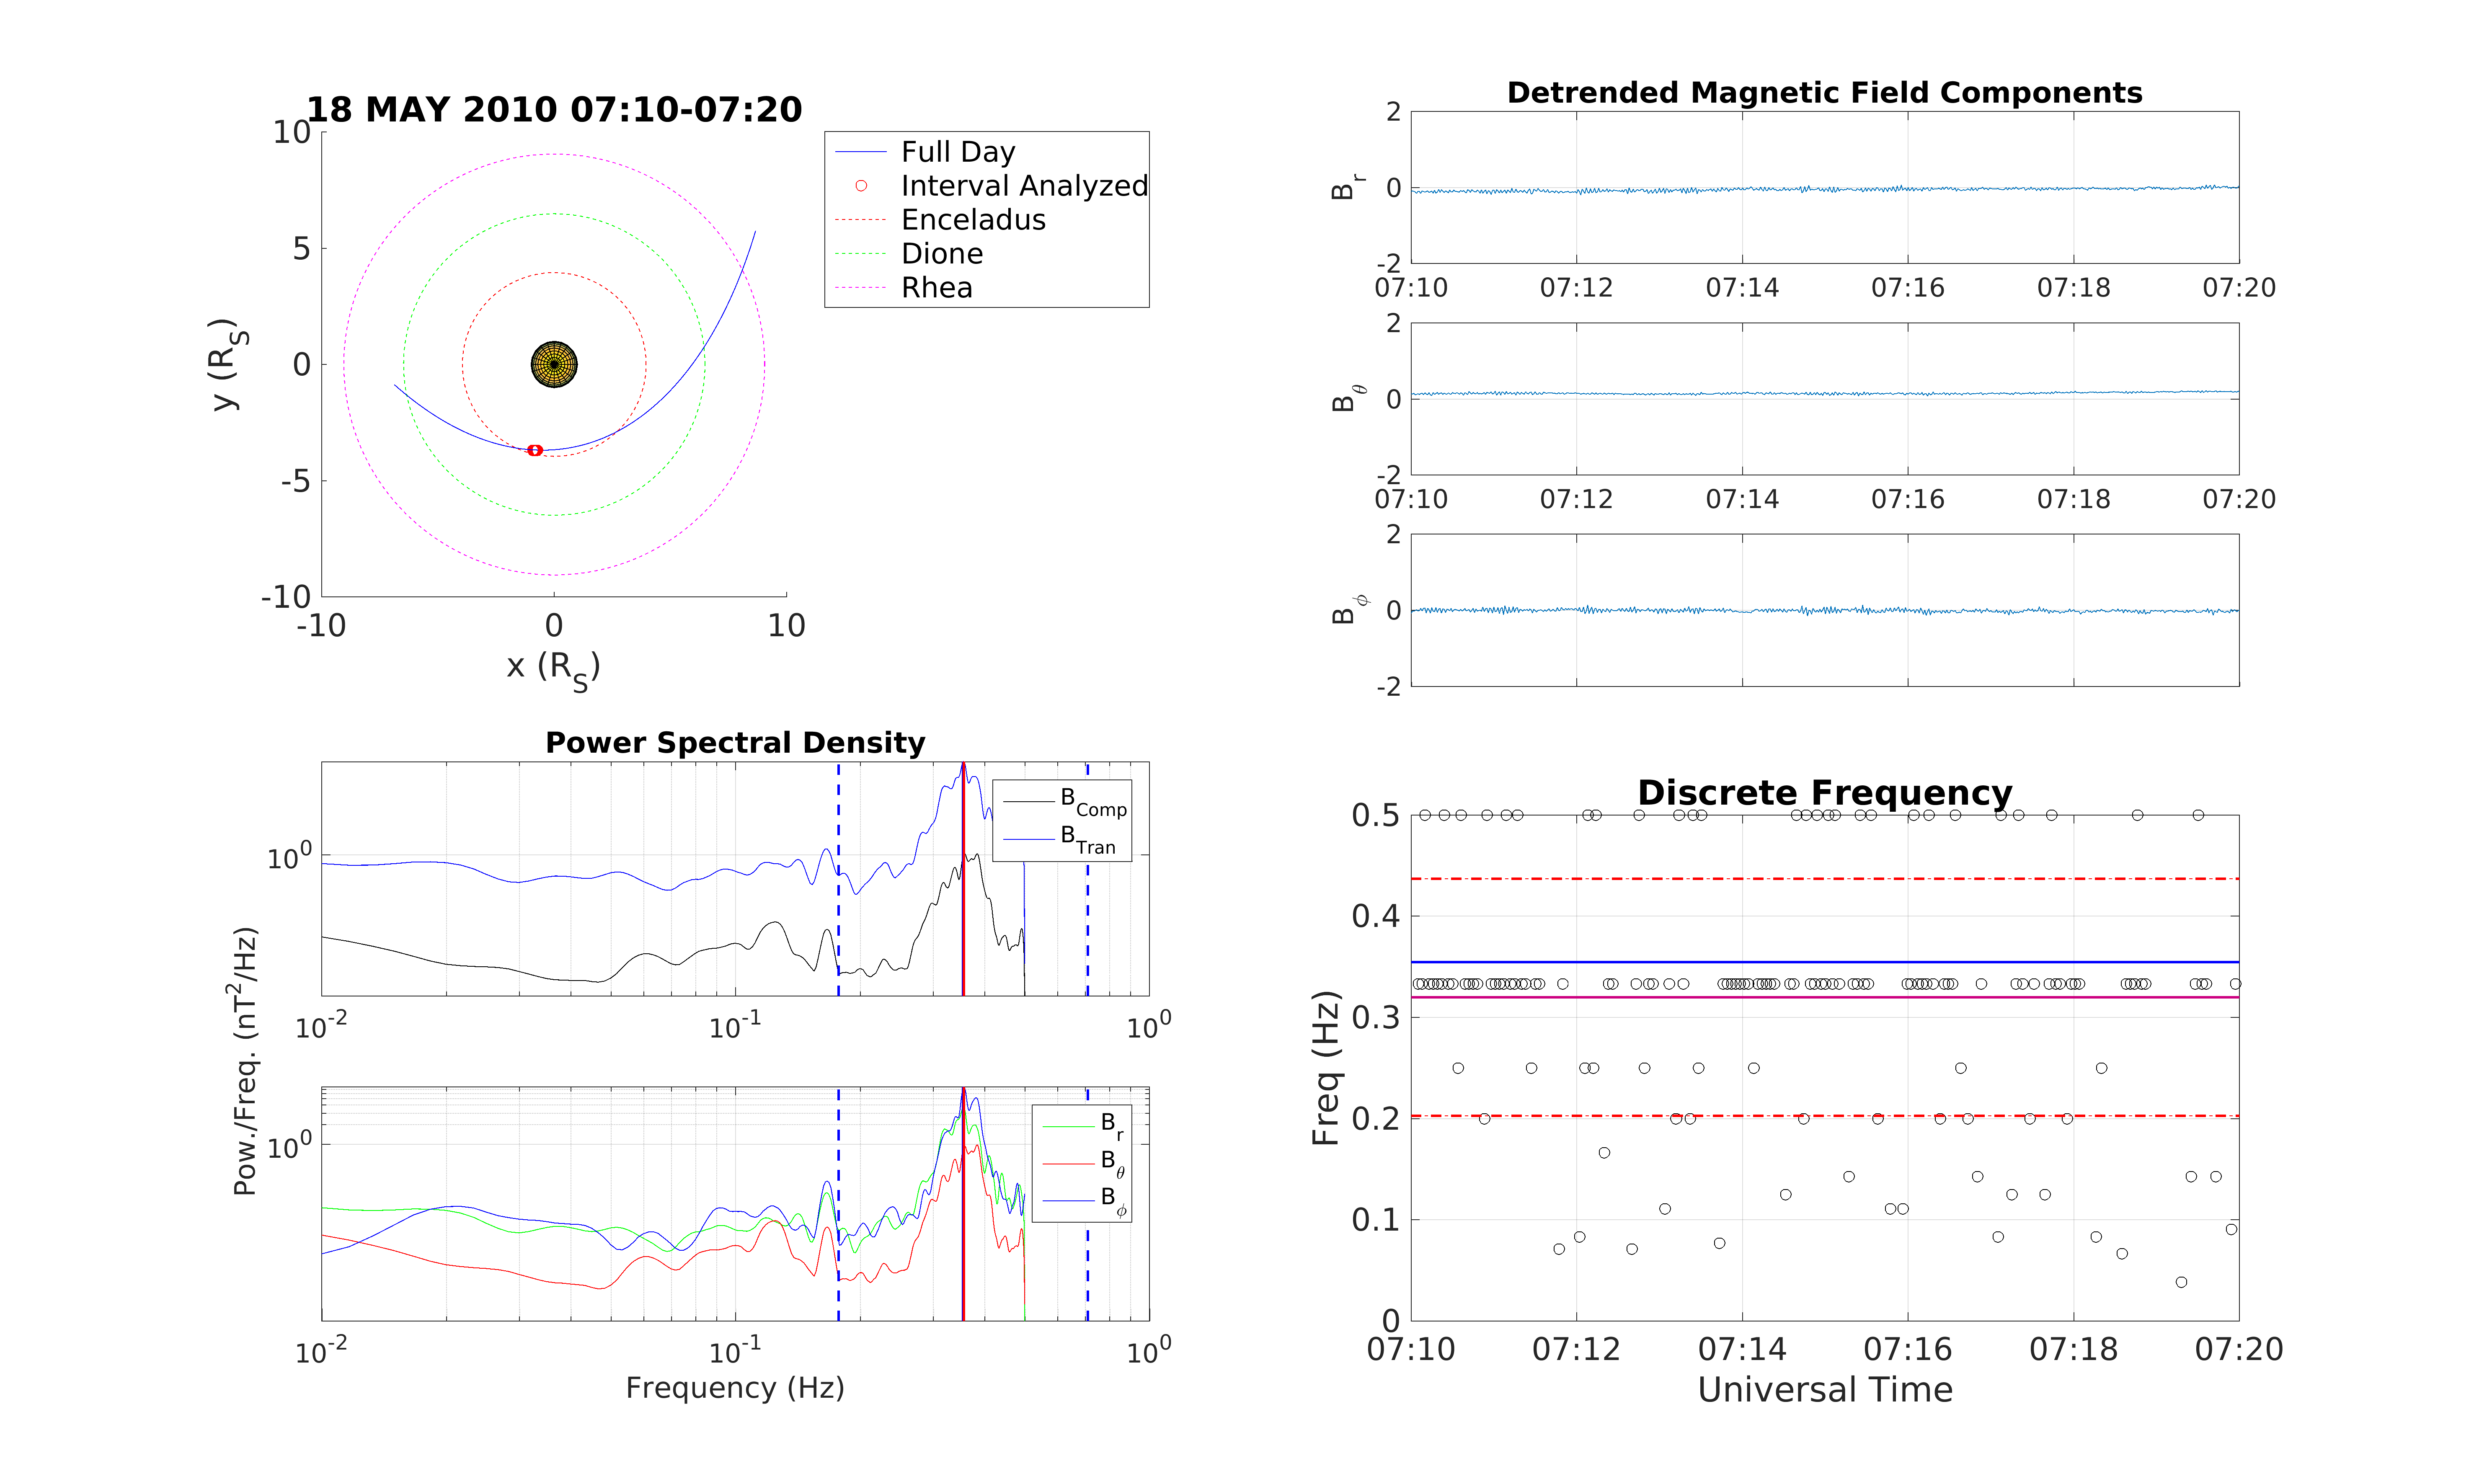 18 MAY 2010 07:10-07:20
10
5
0
-5
-10
y (R_S)
-10
0
10
x (R_S)
Full Day
Interval Analyzed
Enceladus
Dione
Rhea
Detrended Magnetic Field Components
2
0
-2
B_r
07:10 07:12 07:14 07:16 07:18 07:20
2
0
-2
B_θ
07:10 07:12 07:14 07:16 07:18 07:20
2
0
-2
B_ϕ
Power Spectral Density
10^0
B_Comp
B_Tran
10^-2 10^-1 10^0
Pow./Freq. (nT^2/Hz)
10^0
B_r
B_θ
B_ϕ
10^-2 10^-1 10^0
Frequency (Hz)
Discrete Frequency
0.5
0.4
0.3
0.2
0.1
0
Freq (Hz)
07:10 07:12 07:14 07:16 07:18 07:20
Universal Time